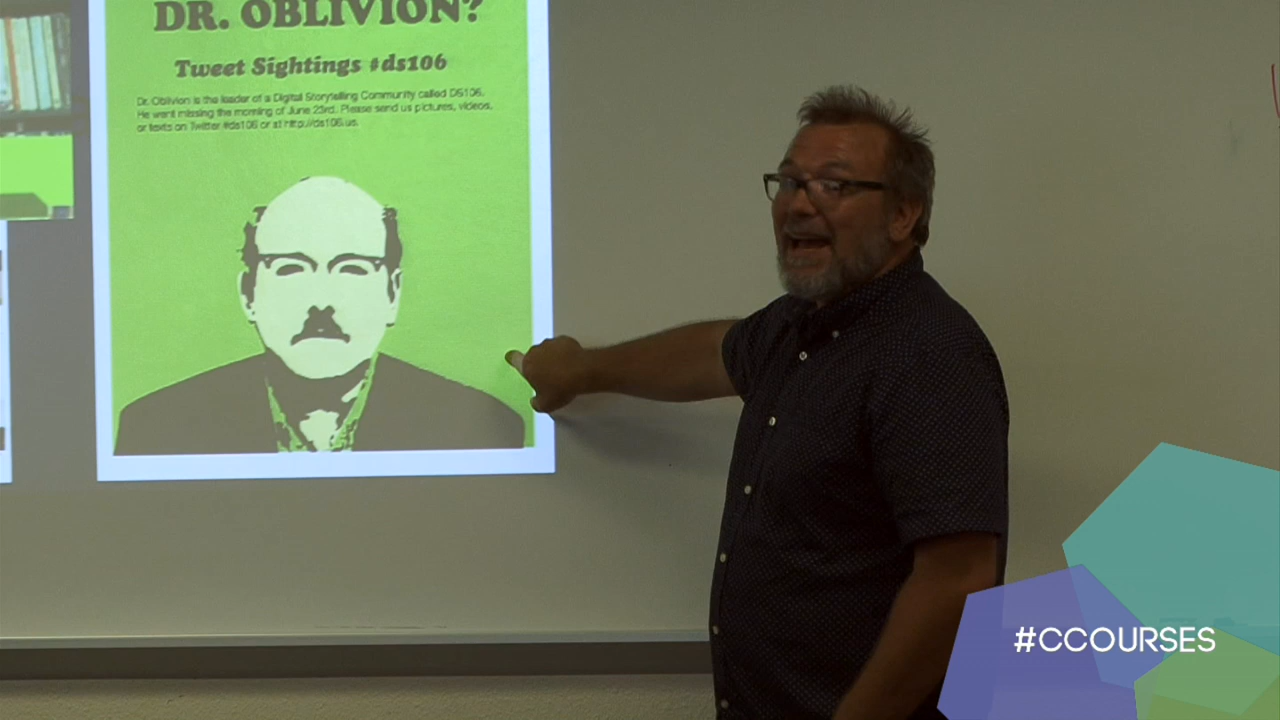 DR. OBLIVION?
Tweet Sightings #ds106
Dr. Oblivion is the leader of a Digital Storytelling Community called DS106.
He went missing the morning of June 23rd. Please send us pictures, videos,
or texts on Twitter #ds106 or at http://ds106.us.
#CCOURSES